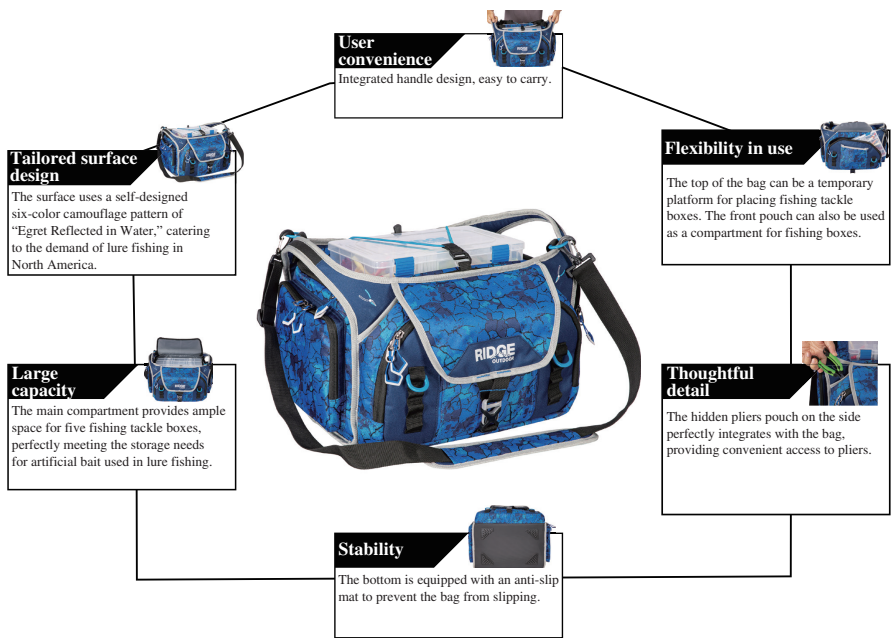 User
convenience
Integrated handle design, easy to carry.
Tailored surface
design
The surface uses a self-designed
six-color camouflage pattern of
“Egret Reflected in Water,” catering
to the demand of lure fishing in
North America.
Flexibility in use
The top of the bag can be a temporary
platform for placing fishing tackle
boxes. The front pouch can also be used
as a compartment for fishing boxes.
RIDGE
OUTDOOR
Large
capacity
The main compartment provides ample
space for five fishing tackle boxes,
perfectly meeting the storage needs
for artificial bait used in lure fishing.
Thoughtful
detail
The hidden pliers pouch on the side
perfectly integrates with the bag,
providing convenient access to pliers.
Stability
The bottom is equipped with an anti-slip
mat to prevent the bag from slipping.